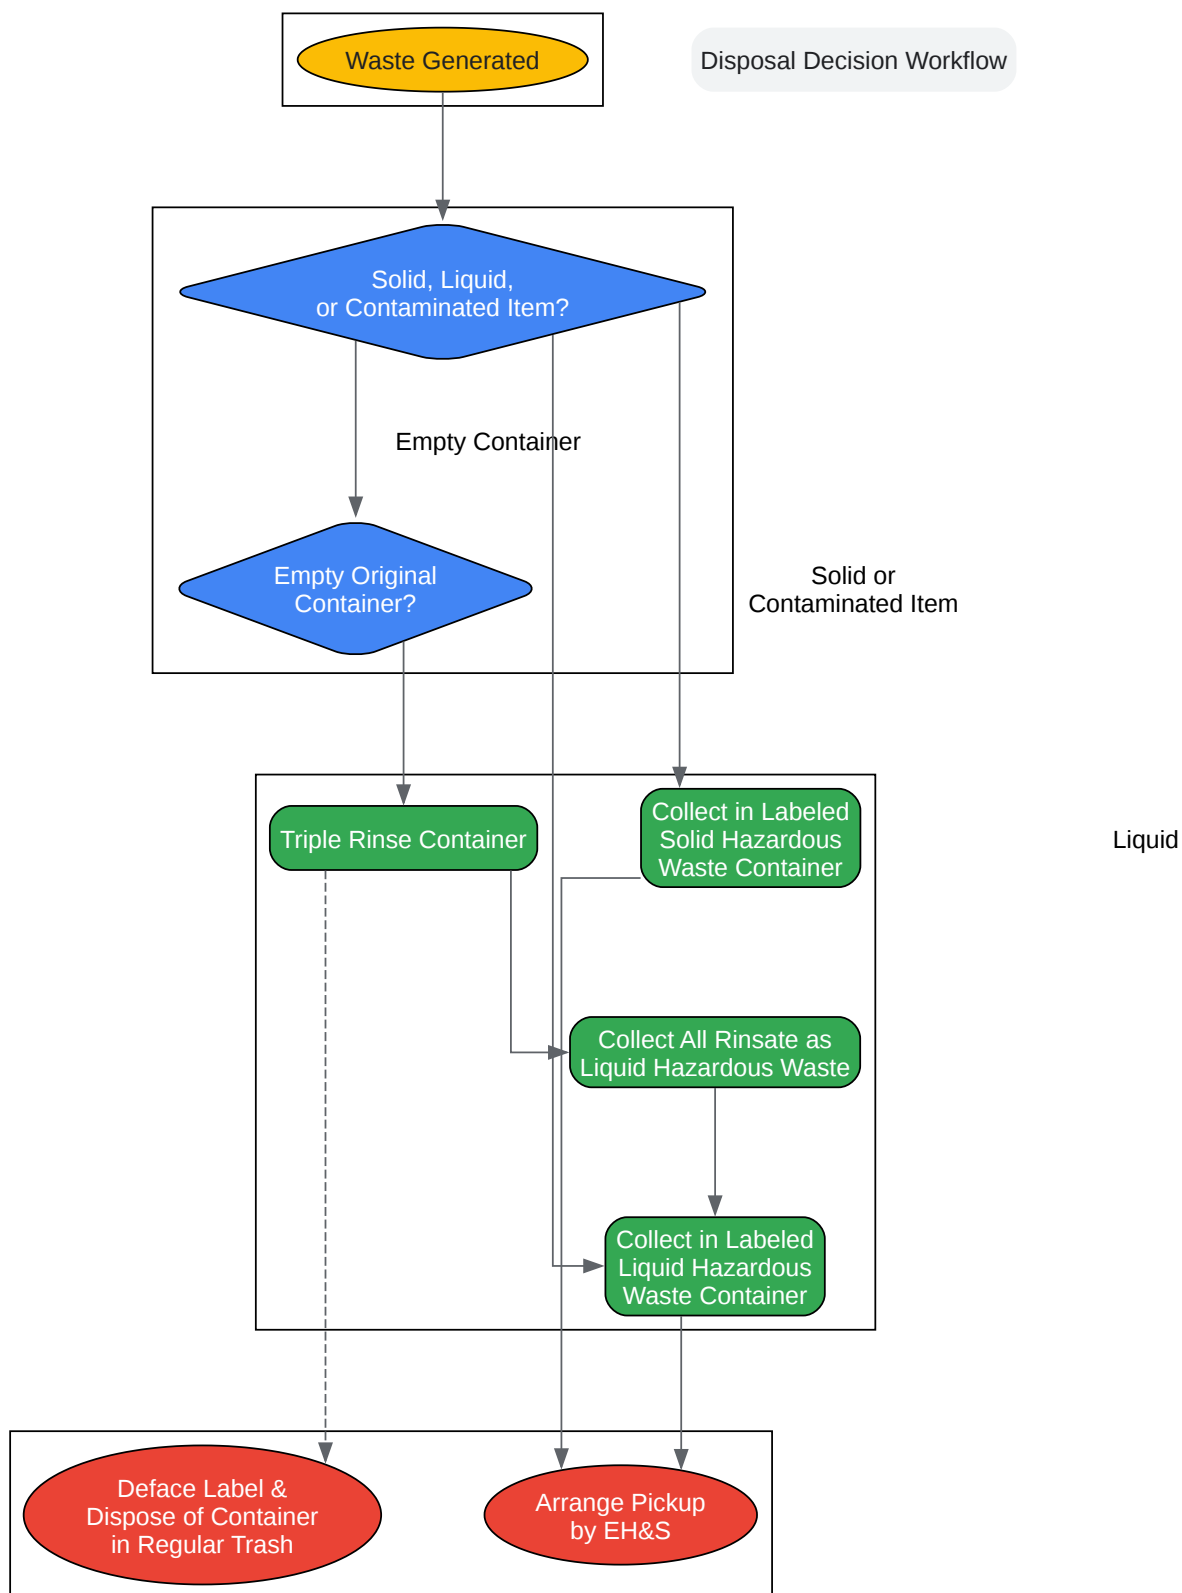 Waste Generated
Disposal Decision Workflow
Solid, Liquid,
or Contaminated Item?
Empty Container
Empty Original
Container?
Solid or
Contaminated Item
Triple Rinse Container
Collect in Labeled
Solid Hazardous
Waste Container
Liquid
Collect All Rinsate as
Liquid Hazardous Waste
Collect in Labeled
Liquid Hazardous
Waste Container
Deface Label &
Dispose of Container
in Regular Trash
Arrange Pickup
by EH&S